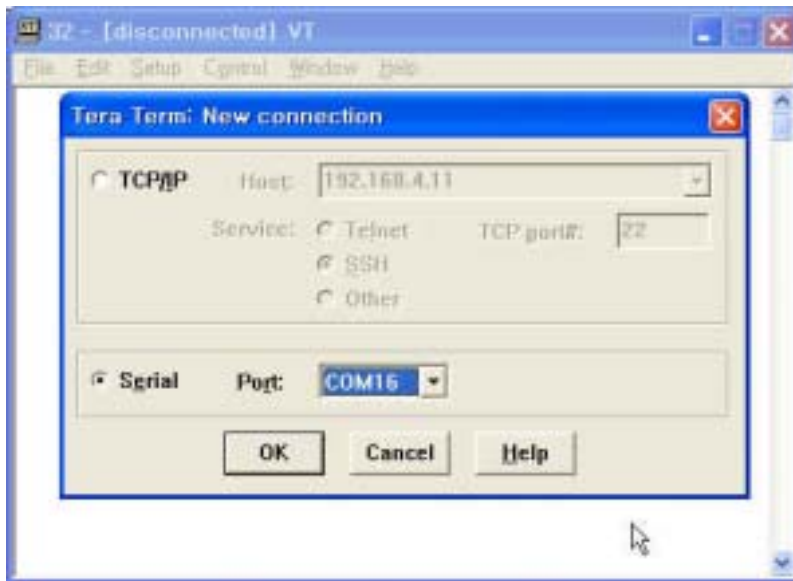 32 - [disconnected] VT
File Edit Setup Control Window Help
Tera Term: New connection
TCP/IP Host: 192.168.4.11
Service: Telnet TCP port#: 22
SSH
Other
Serial Port: COM16
OK Cancel Help